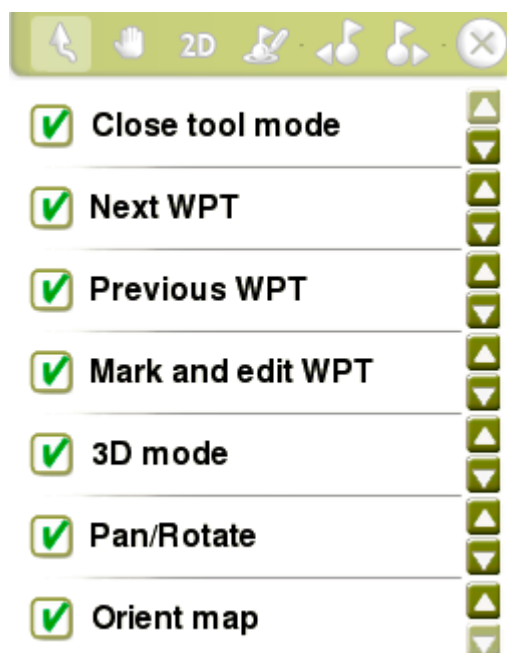 2D
Close tool mode
Next WPT
Previous WPT
Mark and edit WPT
3D mode
Pan/Rotate
Orient map